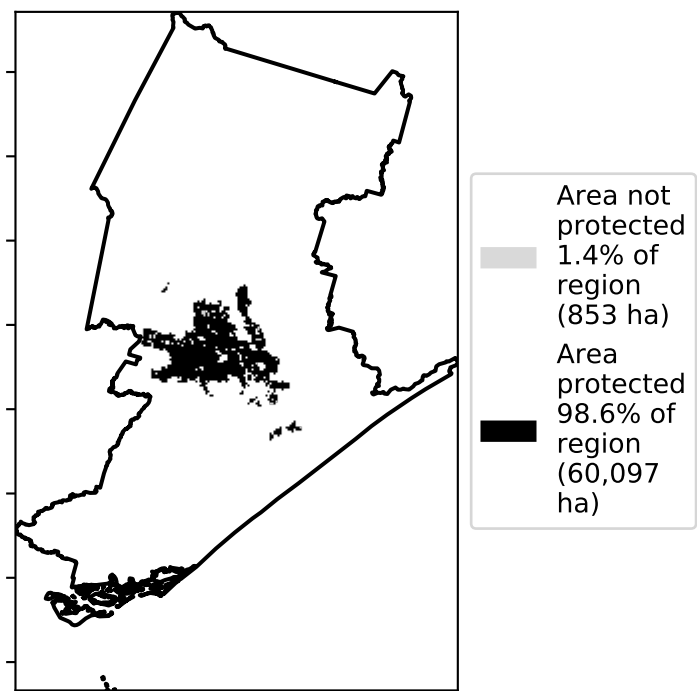 Area not
protected
1.4% of
region
(853 ha)
Area
protected
98.6% of
region
(60,097
ha)